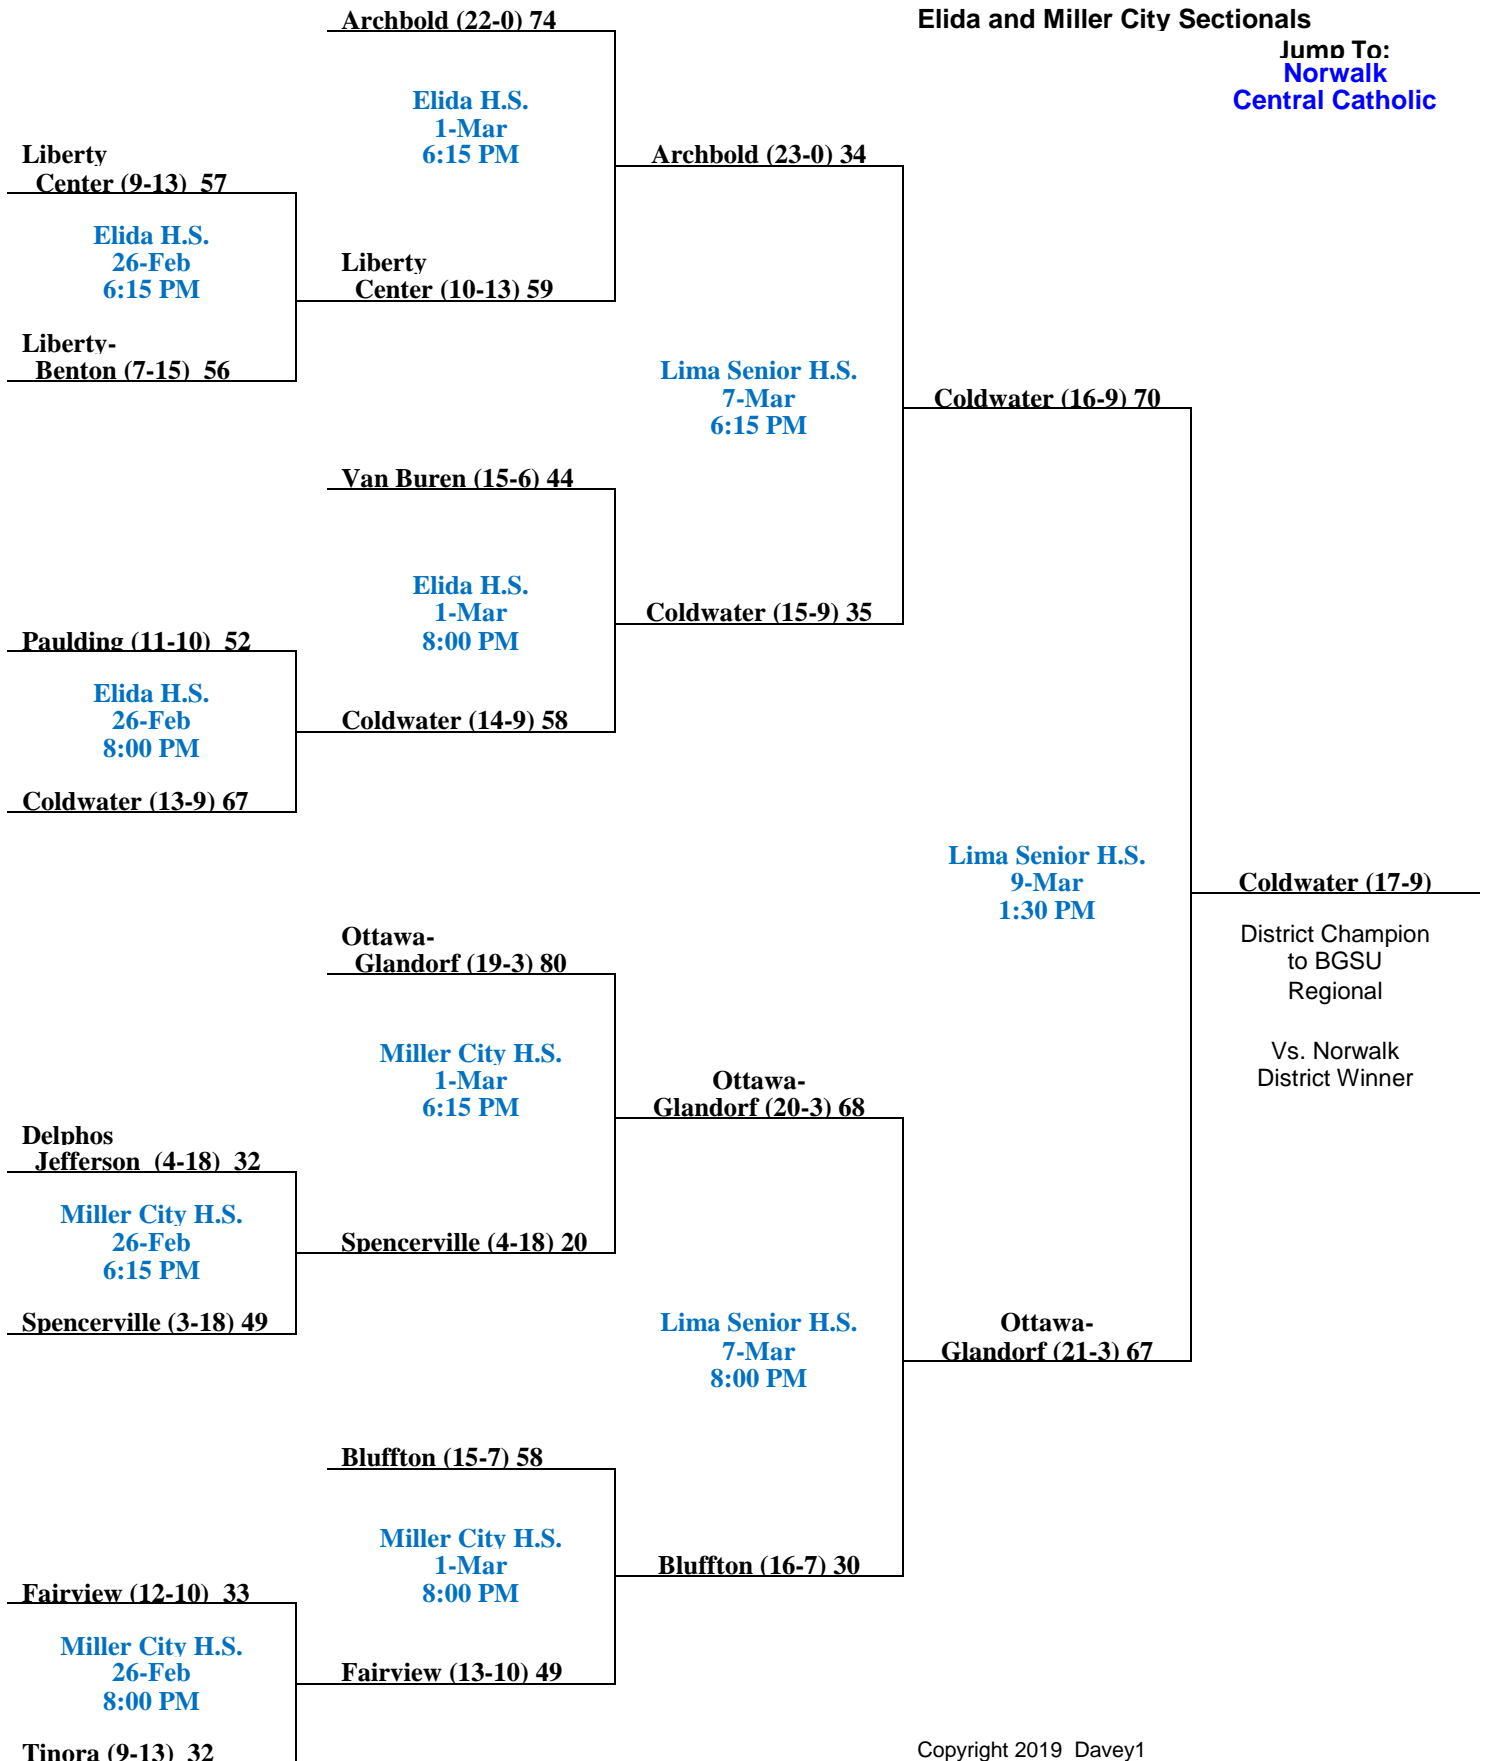 Archbold (22-0) 74
Elida and Miller City Sectionals
Jump To:
Norwalk
Central Catholic
Elida H.S.
1-Mar
6:15 PM
Liberty
Center (9-13)  57
Archbold (23-0) 34
Elida H.S.
26-Feb
6:15 PM
Liberty
Center (10-13) 59
Liberty-
Benton (7-15)  56
Lima Senior H.S.
7-Mar
6:15 PM
Coldwater (16-9) 70
Van Buren (15-6) 44
Elida H.S.
1-Mar
8:00 PM
Coldwater (15-9) 35
Paulding (11-10)  52
Elida H.S.
26-Feb
8:00 PM
Coldwater (14-9) 58
Coldwater (13-9) 67
Lima Senior H.S.
9-Mar
1:30 PM
Coldwater (17-9)
District Champion
to BGSU
Regional
Vs. Norwalk
District Winner
Ottawa-
Glandorf (19-3) 80
Miller City H.S.
1-Mar
6:15 PM
Ottawa-
Glandorf (20-3) 68
Delphos
Jefferson  (4-18)  32
Miller City H.S.
26-Feb
6:15 PM
Spencerville (4-18) 20
Spencerville (3-18) 49
Lima Senior H.S.
7-Mar
8:00 PM
Ottawa-
Glandorf (21-3) 67
Bluffton (15-7) 58
Miller City H.S.
1-Mar
8:00 PM
Bluffton (16-7) 30
Fairview (12-10)  33
Miller City H.S.
26-Feb
8:00 PM
Fairview (13-10) 49
Tinora (9-13)  32
Copyright 2019  Davey1